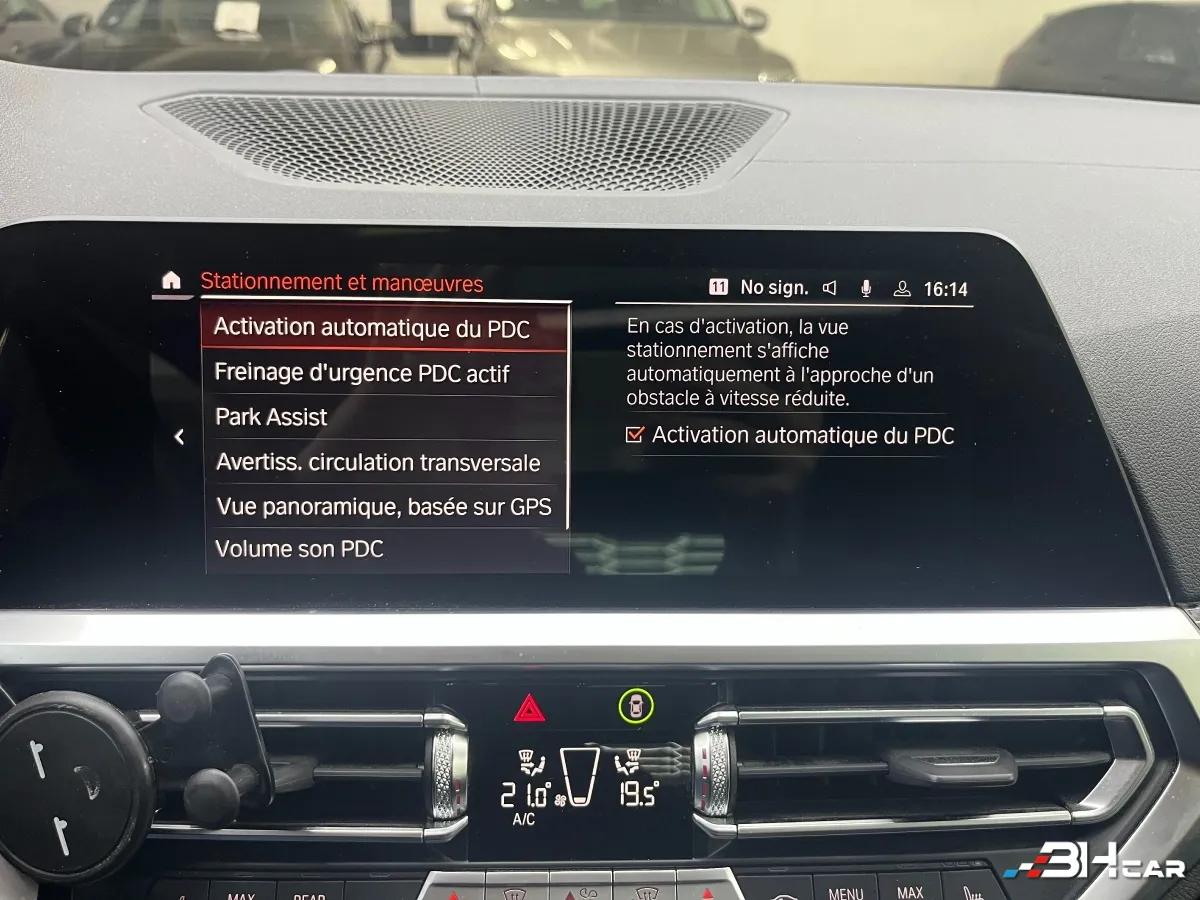 Stationnement et manœuvres
11 No sign. 16:14
Activation automatique du PDC
Freinage d'urgence PDC actif
Park Assist
Avertiss. circulation transversale
Vue panoramique, basée sur GPS
Volume son PDC
En cas d'activation, la vue
stationnement s'affiche
automatiquement à l'approche d'un
obstacle à vitesse réduite.
Activation automatique du PDC
21.0° 19.5°
A/C
MAX REAR MENU MAX
3HCAR